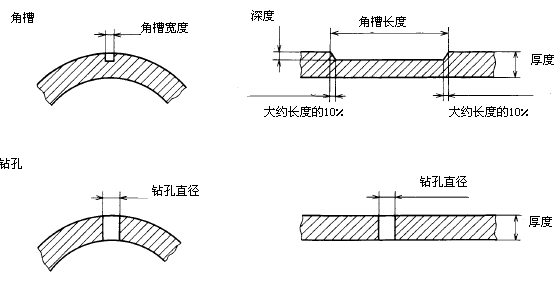 角槽
角槽宽度
深度
角槽长度
厚度
大约长度的10%
大约长度的10%
钻孔
钻孔直径
钻孔直径
厚度